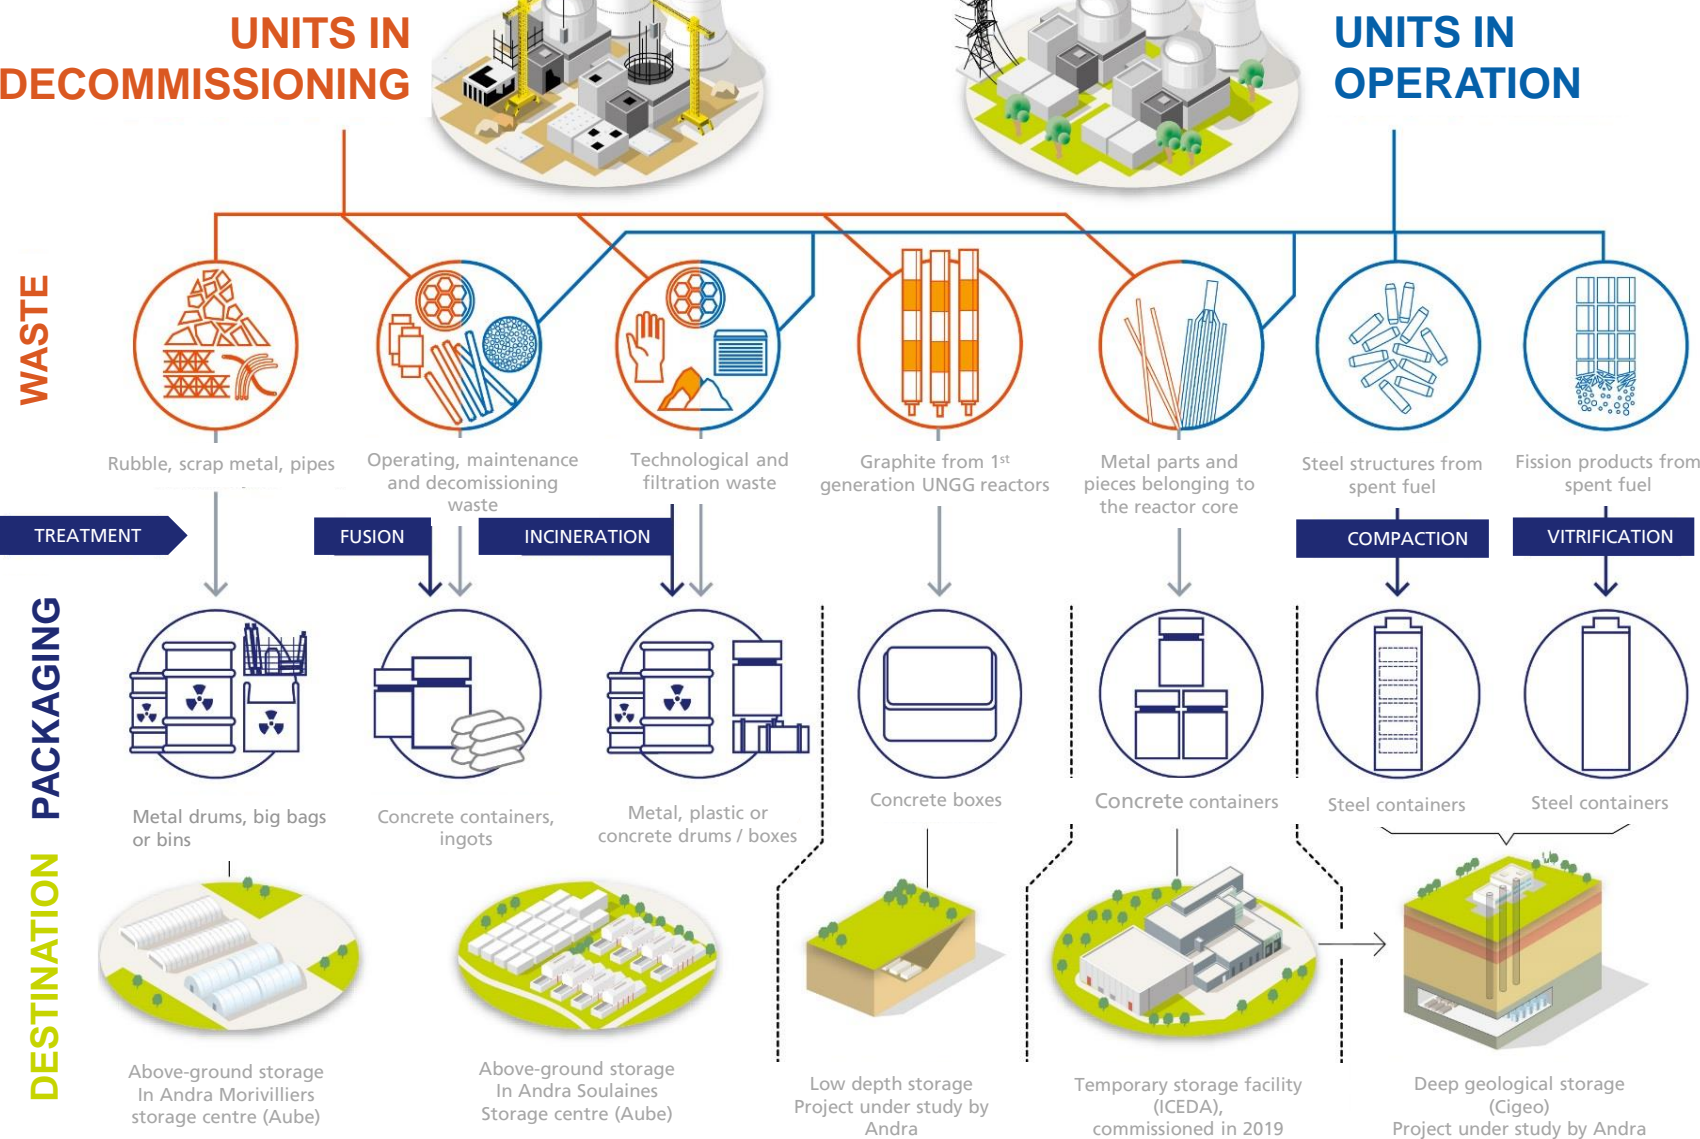 UNITS IN
DECOMMISSIONING
UNITS IN
OPERATION
WASTE
Rubble, scrap metal, pipes
Operating, maintenance
and decomissioning
waste
Technological and
filtration waste
Graphite from 1st
generation UNGG reactors
Metal parts and
pieces belonging to
the reactor core
Steel structures from
spent fuel
Fission products from
spent fuel
TREATMENT
FUSION
INCINERATION
COMPACTION
VITRIFICATION
PACKAGING
Metal drums, big bags
or bins
Concrete containers,
ingots
Metal, plastic or
concrete drums / boxes
Concrete boxes
Concrete containers
Steel containers
Steel containers
DESTINATION
Above-ground storage
In Andra Morivilliers
storage centre (Aube)
Above-ground storage
In Andra Soulaines
Storage centre (Aube)
Low depth storage
Project under study by
Andra
Temporary storage facility
(ICEDA),
commissioned in 2019
Deep geological storage
(Cigeo)
Project under study by Andra